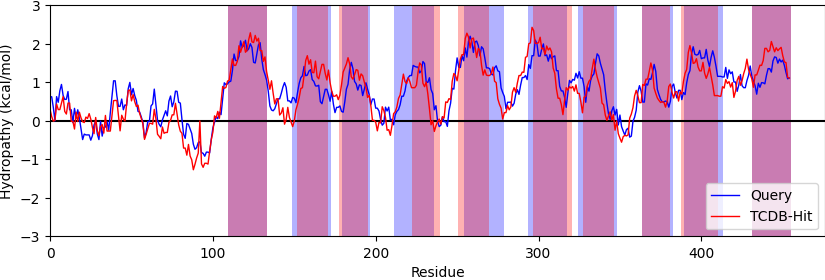 3
2
1
0
−1
−2
−3
Hydropathy (kcal/mol)
0 100 200 300 400
Residue
Query
TCDB-Hit